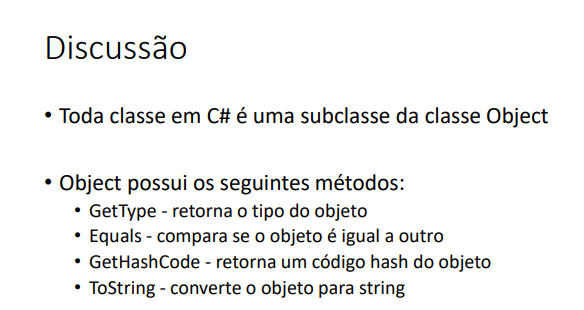 Discussão
• Toda classe em C# é uma subclasse da classe Object
• Object possui os seguintes métodos:
• GetType - retorna o tipo do objeto
• Equals - compara se o objeto é igual a outro
• GetHashCode - retorna um código hash do objeto
• ToString - converte o objeto para string